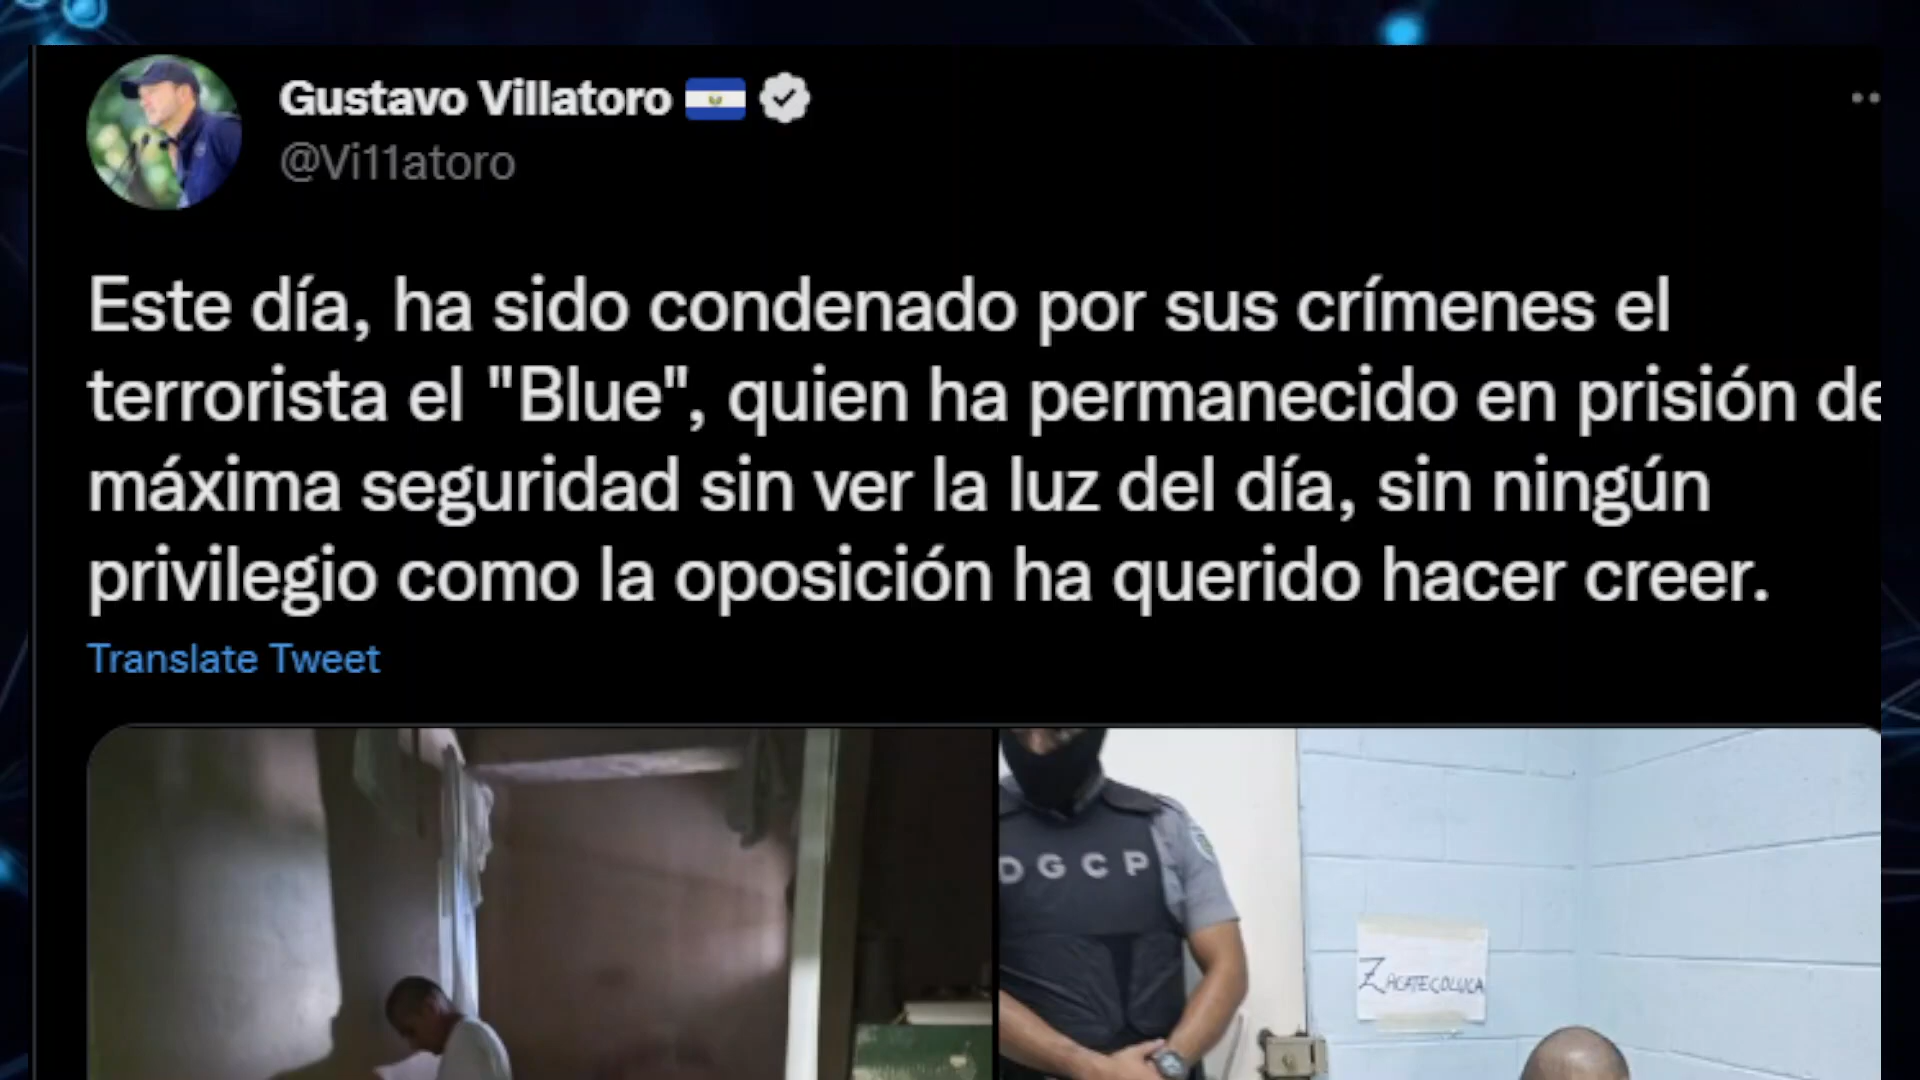 Gustavo Villatoro
@Vi11atoro
Este día, ha sido condenado por sus crímenes el
terrorista el "Blue", quien ha permanecido en prisión de
máxima seguridad sin ver la luz del día, sin ningún
privilegio como la oposición ha querido hacer creer.
Translate Tweet
DGCP
ZACATECOLUCA